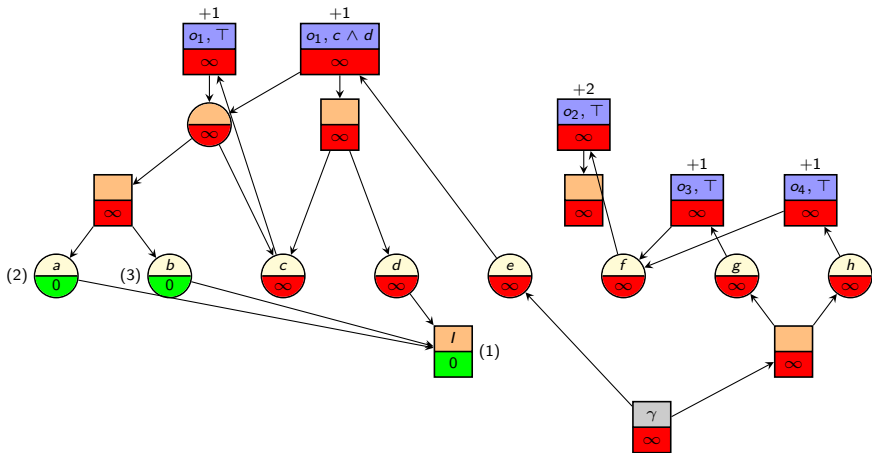 +1 +1
o₁, ⊤ o₁, c ∧ d
∞ ∞
+2
o₂, ⊤
∞
∞ ∞
+1 +1
o₃, ⊤ o₄, ⊤
∞ ∞ ∞ ∞
(2) a (3) b c d e f g h
0 0 ∞ ∞ ∞ ∞ ∞ ∞
I (1)
0 ∞
γ
∞